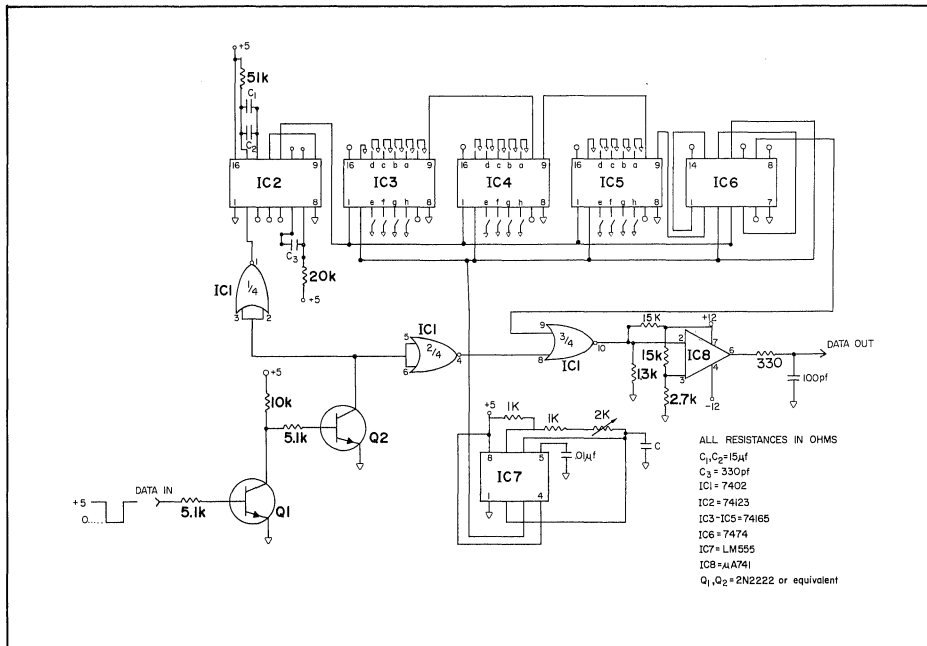 +5
51k
C1
C2
16 9
IC2
1 8
16 d c b a 9
IC3
1 e f g h 8
16 d c b a 9
IC4
1 e f g h 8
16 d c b a 9
IC5
1 e f g h 8
14 8
IC6
1 7
C3
20k
+5
1
IC1 1/4
3 2
IC1
5
2/4
6 4
9
3/4 10
8
IC1
15K
+12
2 7
15k IC8 6
13k
3 4
2.7k
-12
330
DATA OUT
100pf
+5
10k
5.1k
Q2
+5
0....
DATA IN
5.1k
Q1
+5
1K
1K
2K
8 5
.01µf
C
IC7
1 4
ALL RESISTANCES IN OHMS
C1,C2=15µf
C3 = 330pf
IC1 = 7402
IC2 = 74123
IC3-IC5=74165
IC6 = 7474
IC7= LM555
IC8=µA741
Q1,Q2 = 2N2222 or equivalent